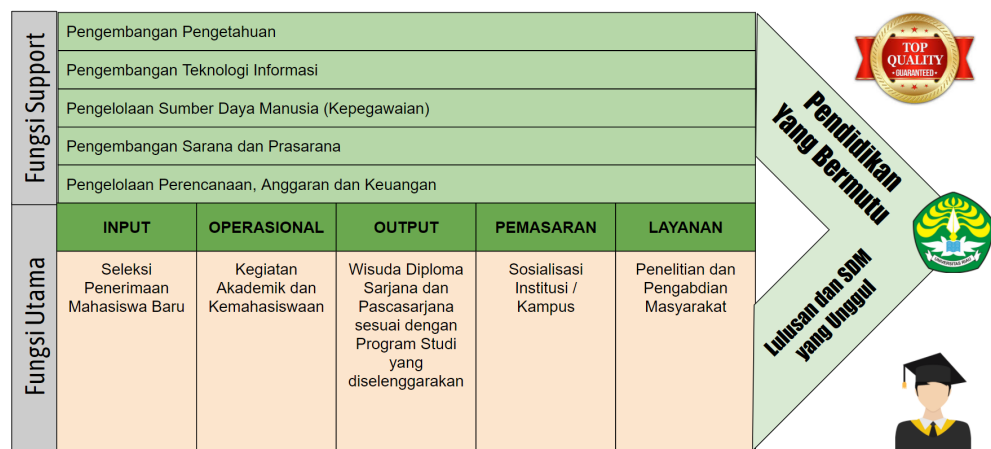 Fungsi Support
Pengembangan Pengetahuan
Pengembangan Teknologi Informasi
Pengelolaan Sumber Daya Manusia (Kepegawaian)
Pengembangan Sarana dan Prasarana
Pengelolaan Perencanaan, Anggaran dan Keuangan
Fungsi Utama
INPUT
OPERASIONAL
OUTPUT
PEMASARAN
LAYANAN
Seleksi
Penerimaan
Mahasiswa Baru
Kegiatan
Akademik dan
Kemahasiswaan
Wisuda Diploma
Sarjana dan
Pascasarjana
sesuai dengan
Program Studi
yang
diselenggarakan
Sosialisasi
Institusi /
Kampus
Penelitian dan
Pengabdian
Masyarakat
Pendidikan
Yang Bermutu
Lulusan dan SDM
yang Unggul
TOP
QUALITY
GUARANTEED
UNIVERSITAS RIAU